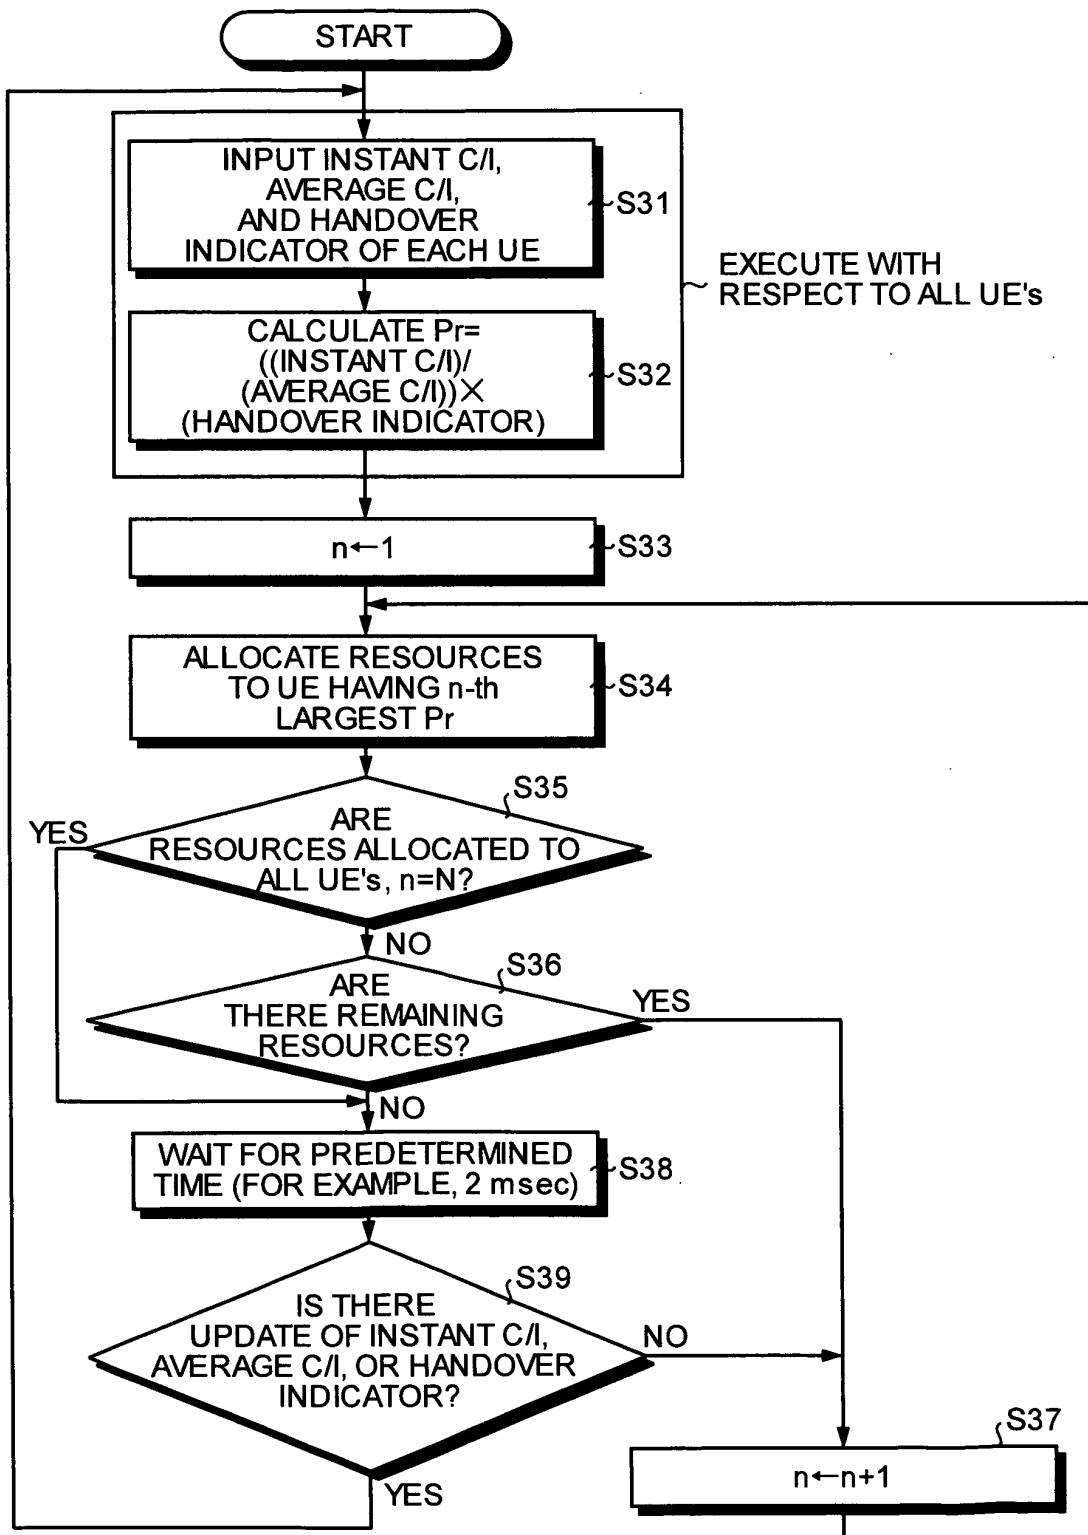 START
INPUT INSTANT C/I,
AVERAGE C/I,
AND HANDOVER
INDICATOR OF EACH UE
S31
EXECUTE WITH
RESPECT TO ALL UE's
CALCULATE Pr=
((INSTANT C/I)/
(AVERAGE C/I))×
(HANDOVER INDICATOR)
S32
n←1
S33
ALLOCATE RESOURCES
TO UE HAVING n-th
LARGEST Pr
S34
S35
YES
ARE
RESOURCES ALLOCATED TO
ALL UE's, n=N?
NO
S36
ARE
THERE REMAINING
RESOURCES?
YES
NO
WAIT FOR PREDETERMINED
TIME (FOR EXAMPLE, 2 msec)
S38
S39
IS THERE
UPDATE OF INSTANT C/I,
AVERAGE C/I, OR HANDOVER
INDICATOR?
NO
YES
S37
n←n+1